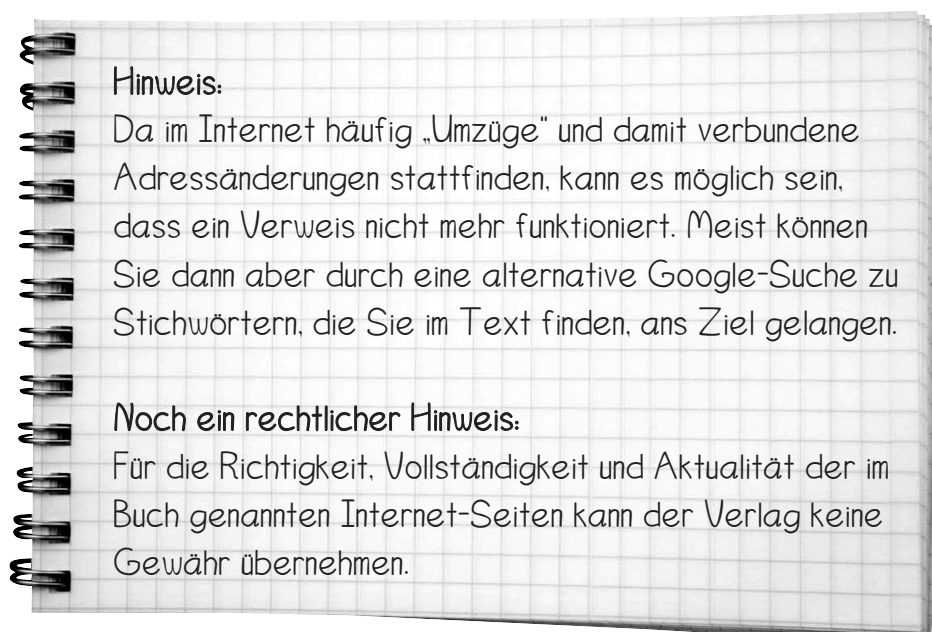 Hinweis:
Da im Internet häufig „Umzüge“ und damit verbundene
Adressänderungen stattfinden, kann es möglich sein,
dass ein Verweis nicht mehr funktioniert. Meist können
Sie dann aber durch eine alternative Google-Suche zu
Stichwörtern, die Sie im Text finden, ans Ziel gelangen.
Noch ein rechtlicher Hinweis:
Für die Richtigkeit, Vollständigkeit und Aktualität der im
Buch genannten Internet-Seiten kann der Verlag keine
Gewähr übernehmen.